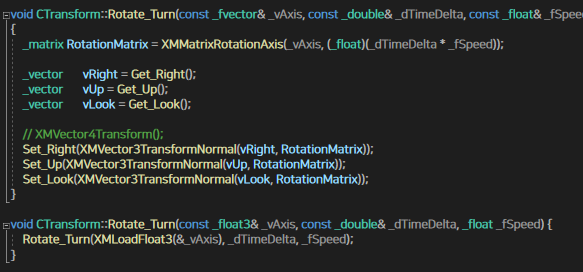 void CTransform::Rotate_Turn(const _fvector& _vAxis, const _double& _dTimeDelta, const _float& _fSpeed
{
_matrix RotationMatrix = XMMatrixRotationAxis(_vAxis, (_float)(_dTimeDelta * _fSpeed));
_vector vRight = Get_Right();
_vector vUp = Get_Up();
_vector vLook = Get_Look();
// XMVector4Transform();
Set_Right(XMVector3TransformNormal(vRight, RotationMatrix));
Set_Up(XMVector3TransformNormal(vUp, RotationMatrix));
Set_Look(XMVector3TransformNormal(vLook, RotationMatrix));
}
void CTransform::Rotate_Turn(const _float3& _vAxis, const _double& _dTimeDelta, _float _fSpeed) {
Rotate_Turn(XMLoadFloat3(&_vAxis), _dTimeDelta, _fSpeed);
}